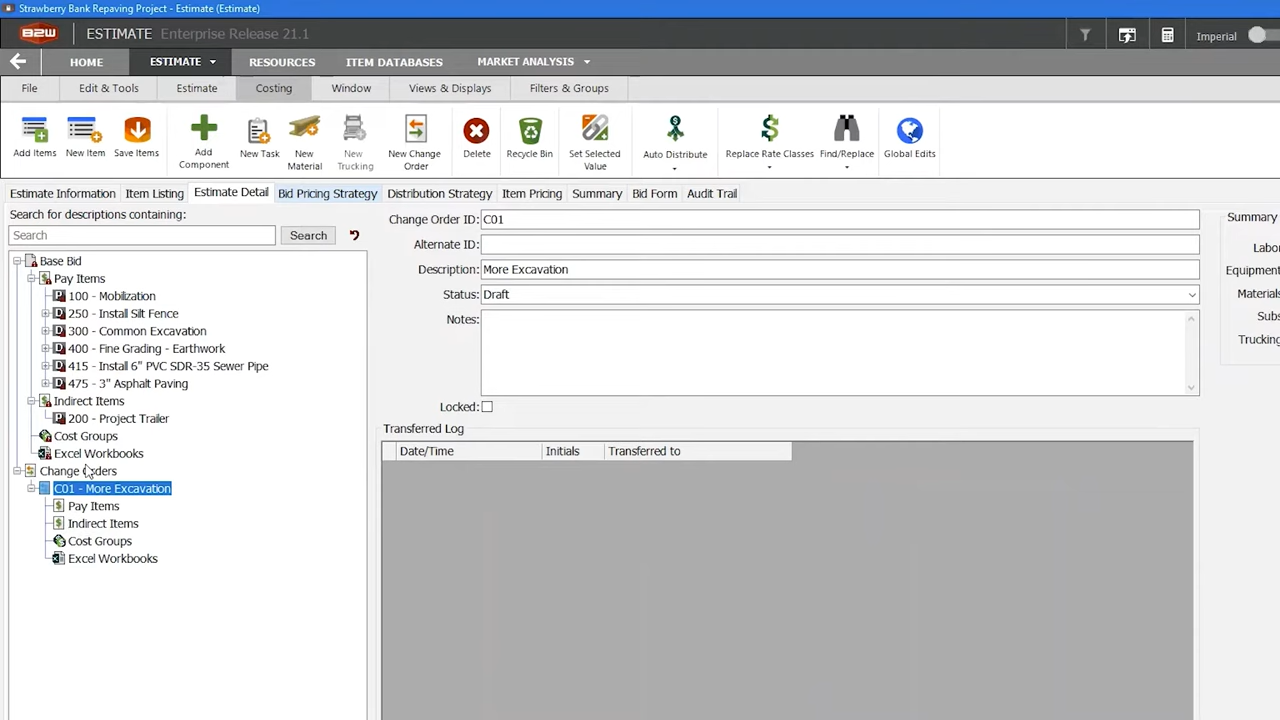 Strawberry Bank Repaving Project - Estimate (Estimate)
B2W ESTIMATE Enterprise Release 21.1 Imperial
HOME ESTIMATE RESOURCES ITEM DATABASES MARKET ANALYSIS
File Edit & Tools Estimate Costing Window Views & Displays Filters & Groups
Add Items New Item Save Items Add Component New Task New Material New Trucking New Change Order Delete Recycle Bin Set Selected Value Auto Distribute Replace Rate Classes Find/Replace Global Edits
Estimate Information Item Listing Estimate Detail Bid Pricing Strategy Distribution Strategy Item Pricing Summary Bid Form Audit Trail
Search for descriptions containing:
Search Search
Base Bid
Pay Items
100 - Mobilization
250 - Install Silt Fence
300 - Common Excavation
400 - Fine Grading - Earthwork
415 - Install 6" PVC SDR-35 Sewer Pipe
475 - 3" Asphalt Paving
Indirect Items
200 - Project Trailer
Cost Groups
Excel Workbooks
Change Orders
C01 - More Excavation
Pay Items
Indirect Items
Cost Groups
Excel Workbooks
Change Order ID: C01
Alternate ID:
Description: More Excavation
Status: Draft
Notes:
Locked:
Transferred Log
Date/Time Initials Transferred to
Summary
Labo
Equipment
Materials
Subs
Trucking